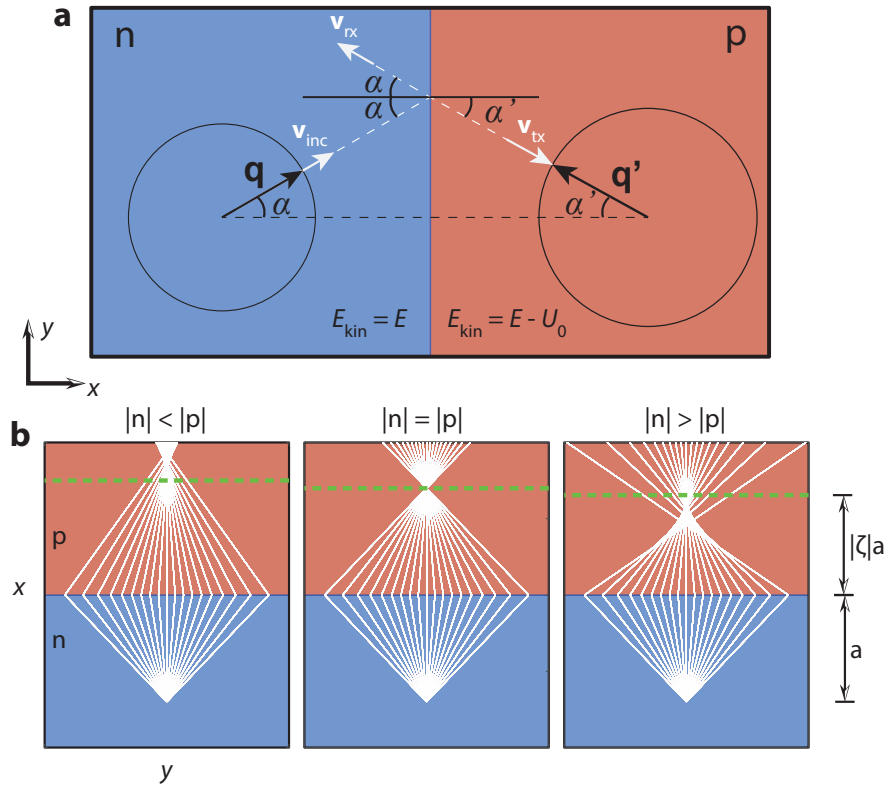 a
n
p
v_rx
α
α
α'
v_inc
v_tx
q
q'
α
α'
E_kin = E
E_kin = E - U_0
y
x
b
|n| < |p|
|n| = |p|
|n| > |p|
p
|ζ|a
x
n
a
y